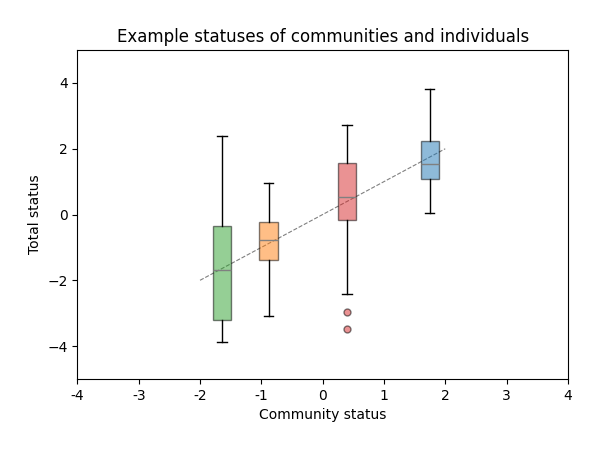 Example statuses of communities and individuals
4
2
0
−2
−4
Total status
-4 -3 -2 -1 0 1 2 3 4
Community status